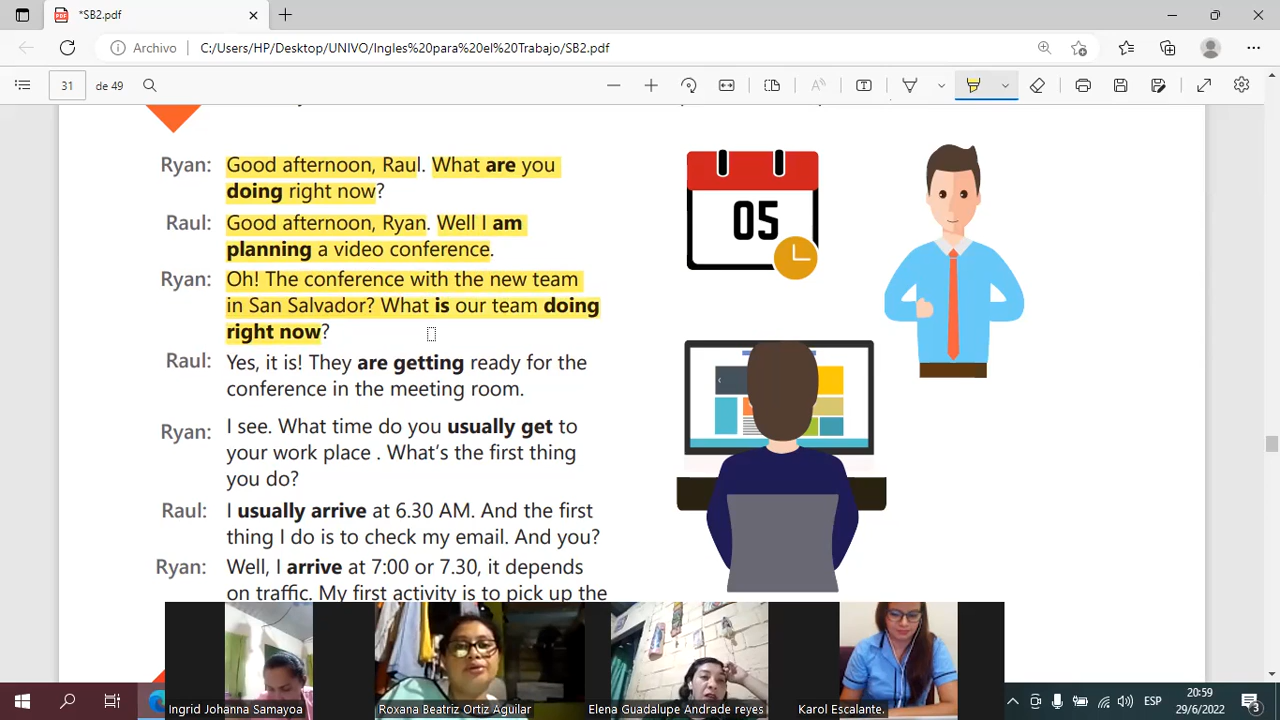 *SB2.pdf
Archivo
C:/Users/HP/Desktop/UNIVO/Ingles%20para%20el%20Trabajo/SB2.pdf
31
de 49
Ryan: Good afternoon, Raul. What are you
doing right now?
Raul: Good afternoon, Ryan. Well I am
planning a video conference.
Ryan: Oh! The conference with the new team
in San Salvador? What is our team doing
right now?
Raul: Yes, it is! They are getting ready for the
conference in the meeting room.
Ryan: I see. What time do you usually get to
your work place . What's the first thing
you do?
Raul: I usually arrive at 6.30 AM. And the first
thing I do is to check my email. And you?
Ryan: Well, I arrive at 7:00 or 7.30, it depends
on traffic. My first activity is to pick up the
05
Ingrid Johanna Samayoa
Roxana Beatriz Ortiz Aguilar
Elena Guadalupe Andrade reyes
Karol Escalante.
ESP
20:59
29/6/2022
3